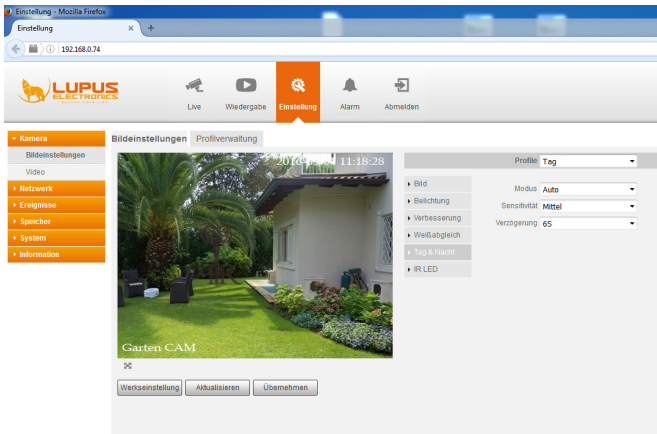 Einstellung - Mozilla Firefox
Einstellung × +
192.168.0.74
LUPUS
ELECTRONICS
Live Wiedergabe Einstellung Alarm Abmelden
Kamera
Bildeinstellungen
Video
Netzwerk
Ereignisse
Speicher
System
Information
Bildeinstellungen Profilverwaltung
11:18:28
Garten CAM
Werkseinstellung Aktualisieren Übernehmen
Bild
Belichtung
Verbesserung
Weißabgleich
Tag & Nacht
IR LED
Profile Tag
Modus Auto
Sensitivität Mittel
Verzögerung 65